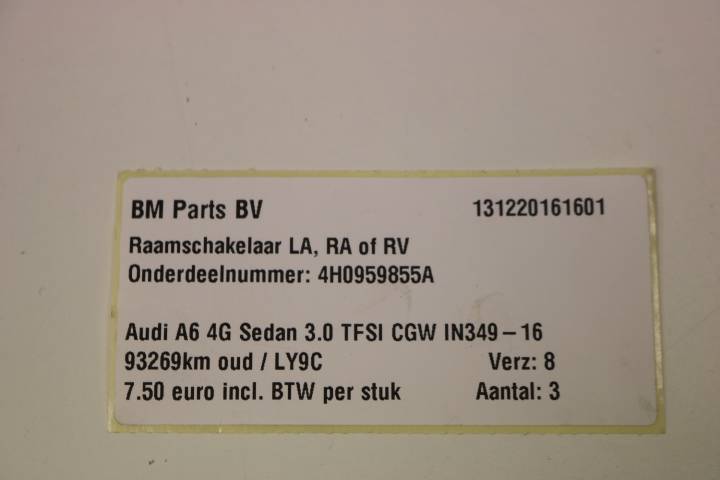 BM Parts BV 131220161601
Raamschakelaar LA, RA of RV
Onderdeelnummer: 4H0959855A
Audi A6 4G Sedan 3.0 TFSI CGW IN349 – 16
93269km oud / LY9C Verz: 8
7.50 euro incl. BTW per stuk Aantal: 3